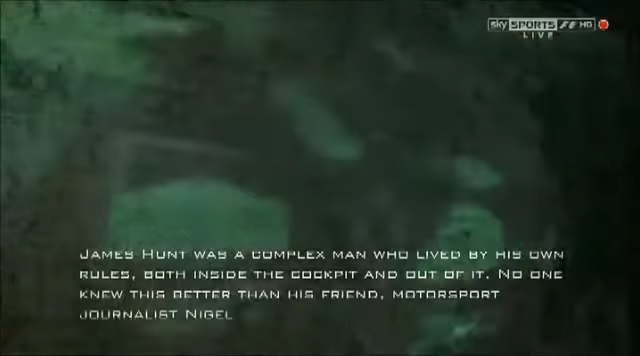 sky SPORTS F1 HD
LIVE
James Hunt was a complex man who lived by his own
rules, both inside the cockpit and out of it. No one
knew this better than his friend, motorsport
journalist Nigel